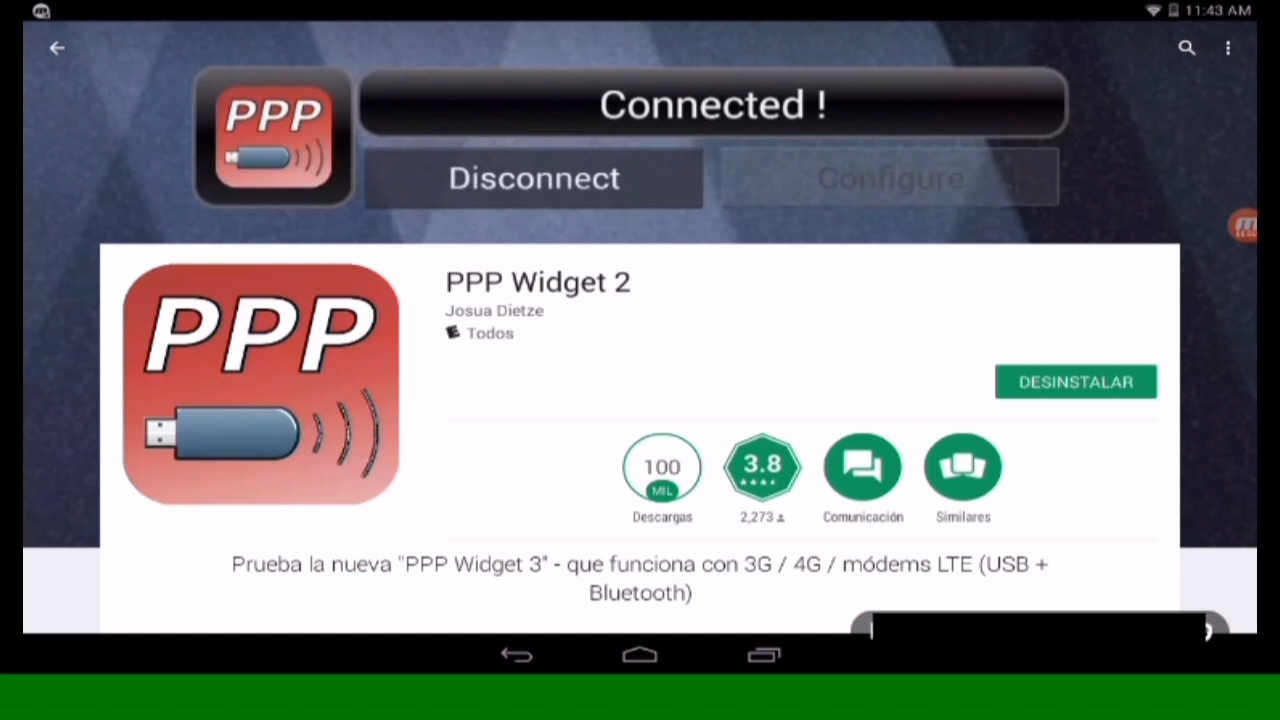 11:43 AM
PPP
Connected !
Disconnect
Configure
PPP
PPP Widget 2
Josua Dietze
Todos
DESINSTALAR
100
MIL
3.8
Descargas
2,273
Comunicación
Similares
Prueba la nueva "PPP Widget 3" - que funciona con 3G / 4G / módems LTE (USB +
Bluetooth)